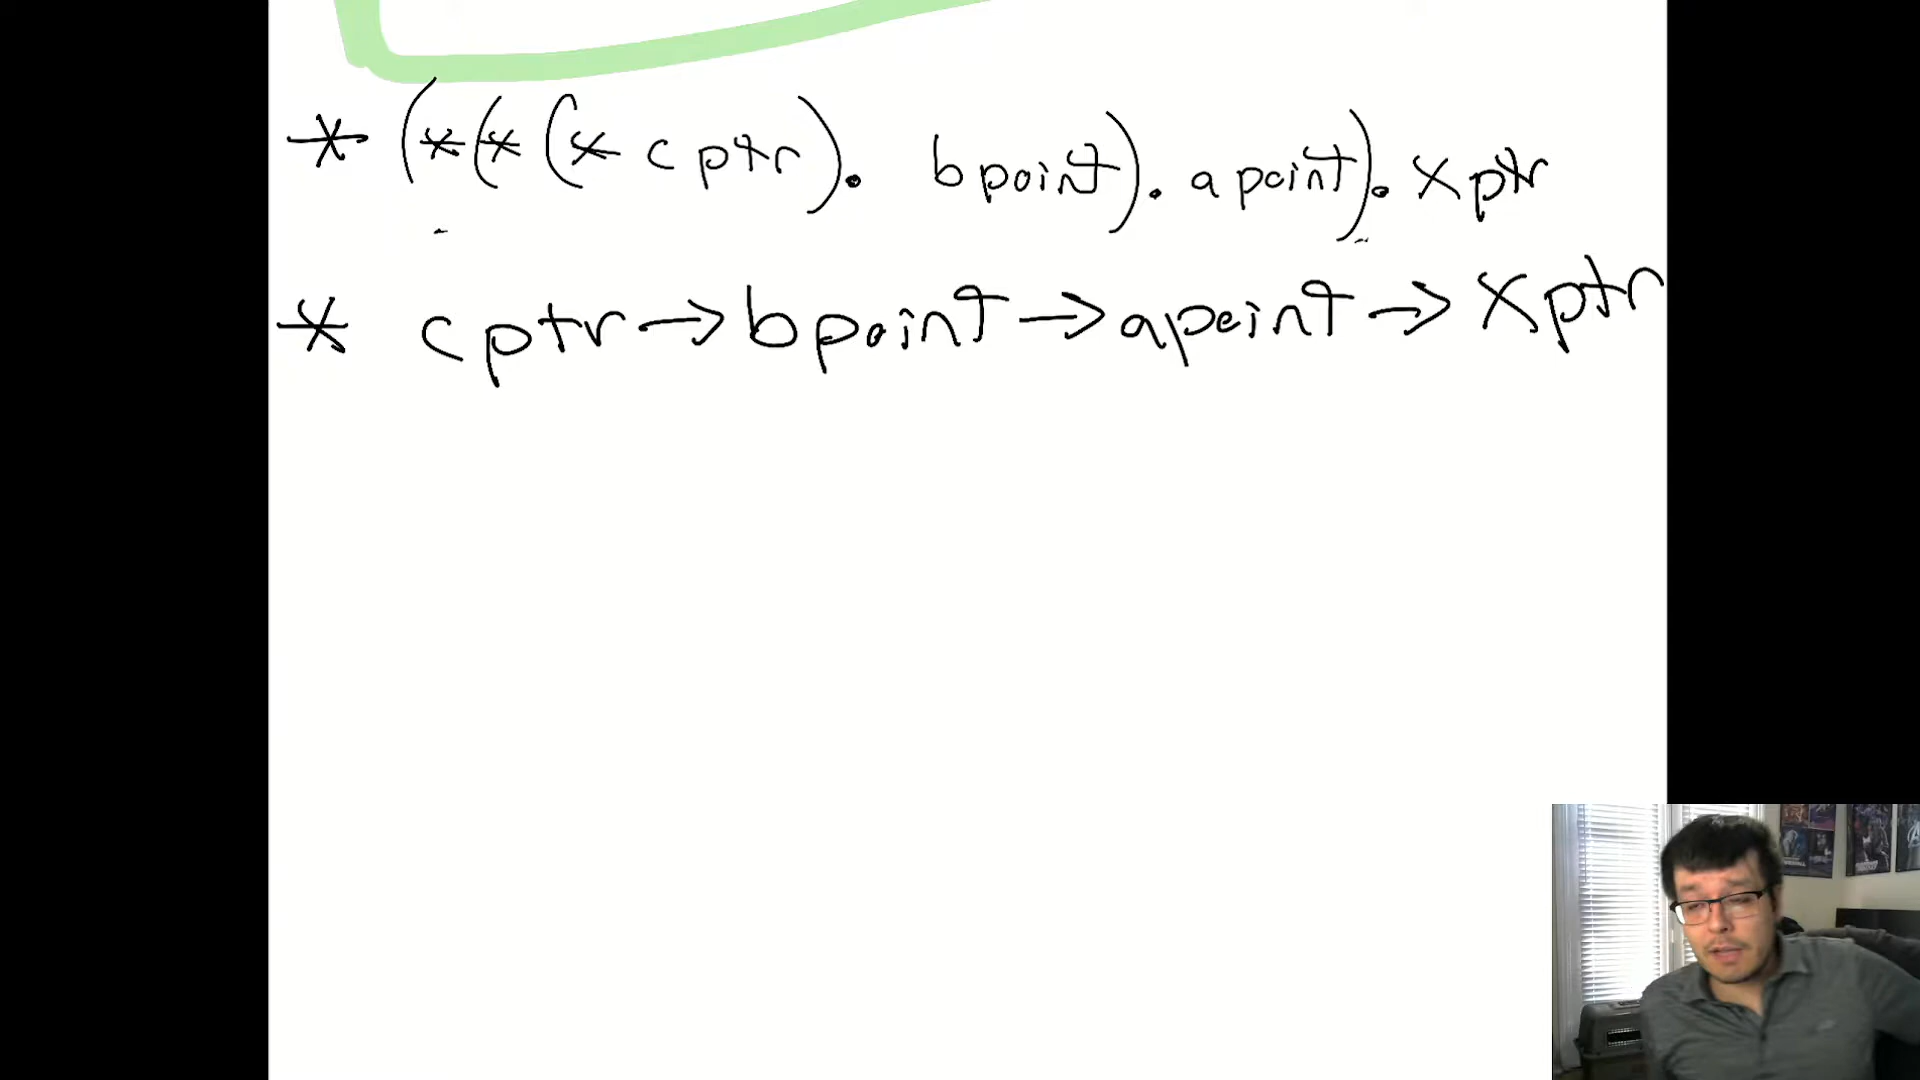 * (*(* (* cptr). bpoint). apoint). xptr
* cptr→bpoint→apoint→xptr